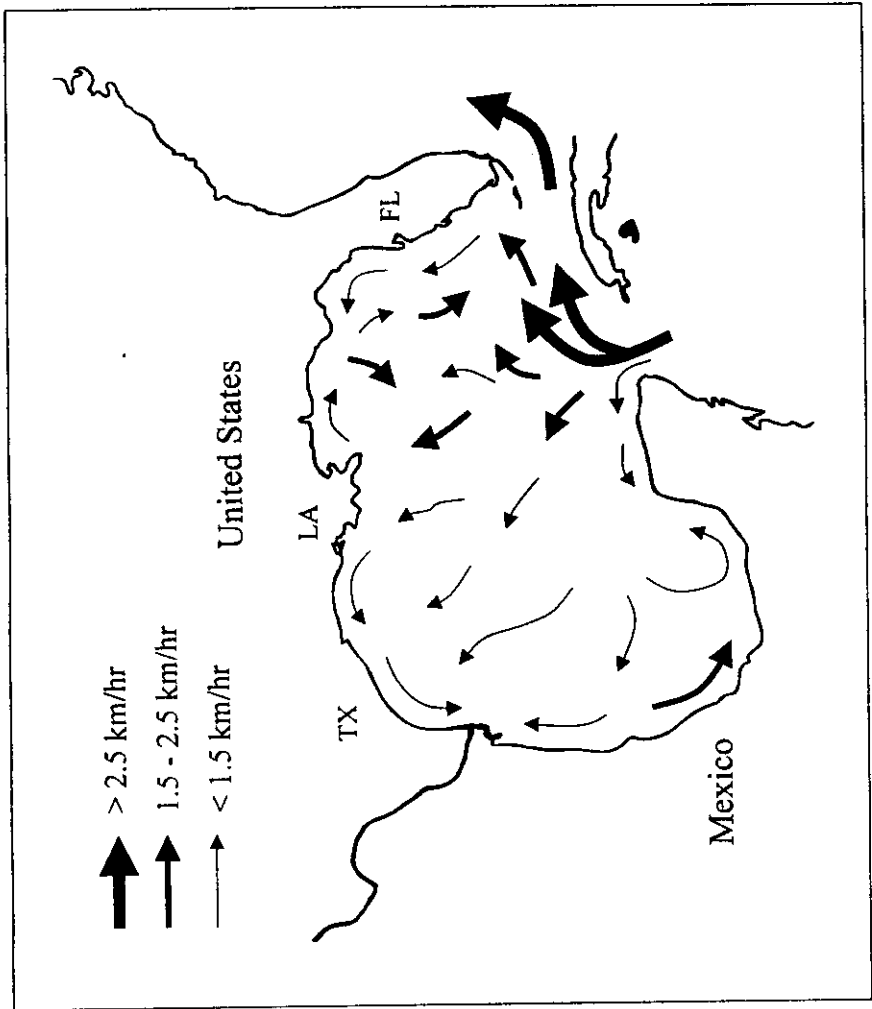 > 2.5 km/hr
1.5 - 2.5 km/hr
< 1.5 km/hr
United States
TX
LA
FL
Mexico